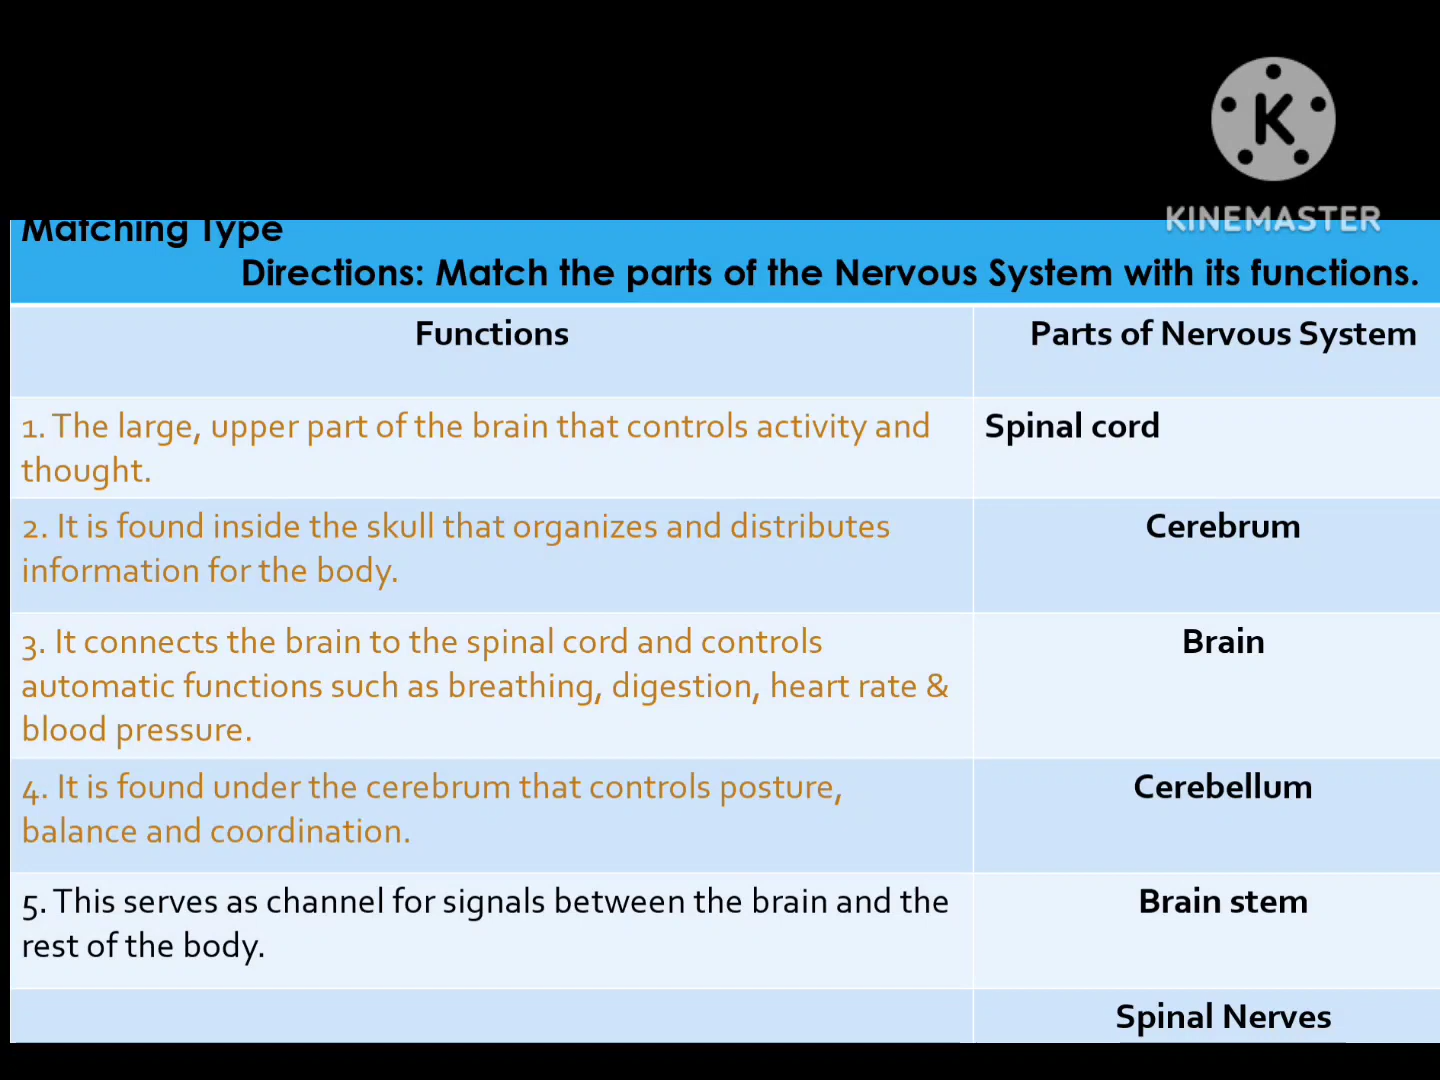 K
KINEMASTER
Matching Type
Directions: Match the parts of the Nervous System with its functions.
Functions
Parts of Nervous System
1. The large, upper part of the brain that controls activity and
thought.
Spinal cord
2. It is found inside the skull that organizes and distributes
information for the body.
Cerebrum
3. It connects the brain to the spinal cord and controls
automatic functions such as breathing, digestion, heart rate &
blood pressure.
Brain
4. It is found under the cerebrum that controls posture,
balance and coordination.
Cerebellum
5. This serves as channel for signals between the brain and the
rest of the body.
Brain stem
Spinal Nerves